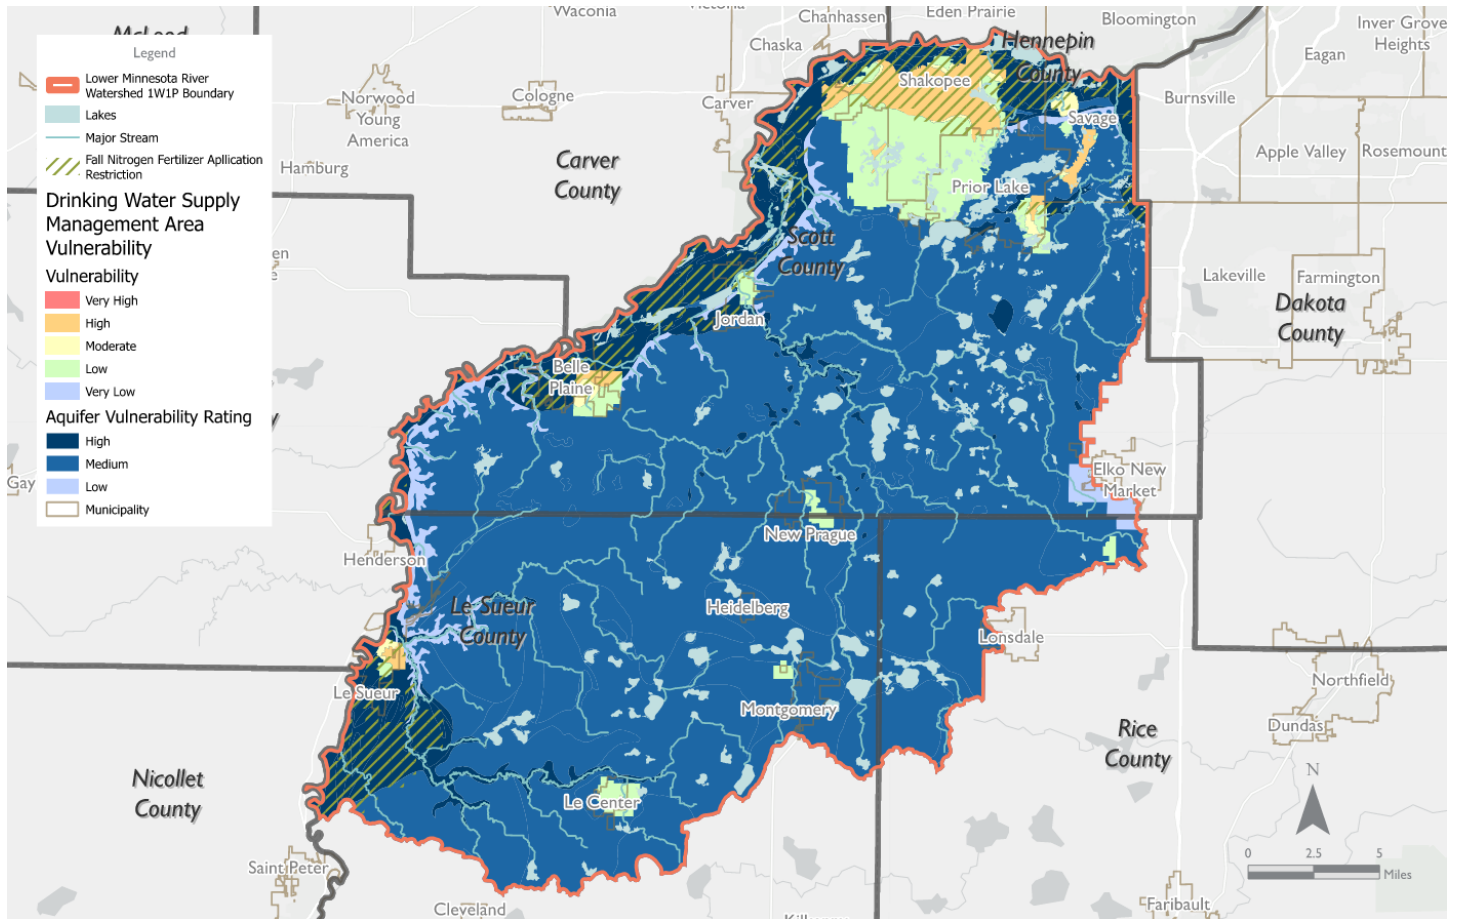 Waconia
Victoria
Chanhassen
Eden Prairie
Bloomington
Inver Grove
Heights
McLeod
Legend
Lower Minnesota River
Watershed 1W1P Boundary
Lakes
Major Stream
Fall Nitrogen Fertilizer Apllication
Restriction
Drinking Water Supply
Management Area
Vulnerability
Vulnerability
Very High
High
Moderate
Low
Very Low
Aquifer Vulnerability Rating
High
Medium
Low
Municipality
Chaska
Hennepin
County
Eagan
Shakopee
Norwood
Young
America
Cologne
Carver
Burnsville
Savage
Hamburg
Carver
County
Apple Valley
Rosemount
Prior Lake
Scott
County
en
e
Lakeville
Farmington
Dakota
County
Jordan
Belle
Plaine
y
Gay
Elko New
Market
New Prague
Henderson
Le Sueur
County
Heidelberg
Lonsdale
Le Sueur
Montgomery
Northfield
Dundas
Rice
County
Nicollet
County
Le Center
N
0
2.5
5
Miles
Saint Peter
Cleveland
Faribault